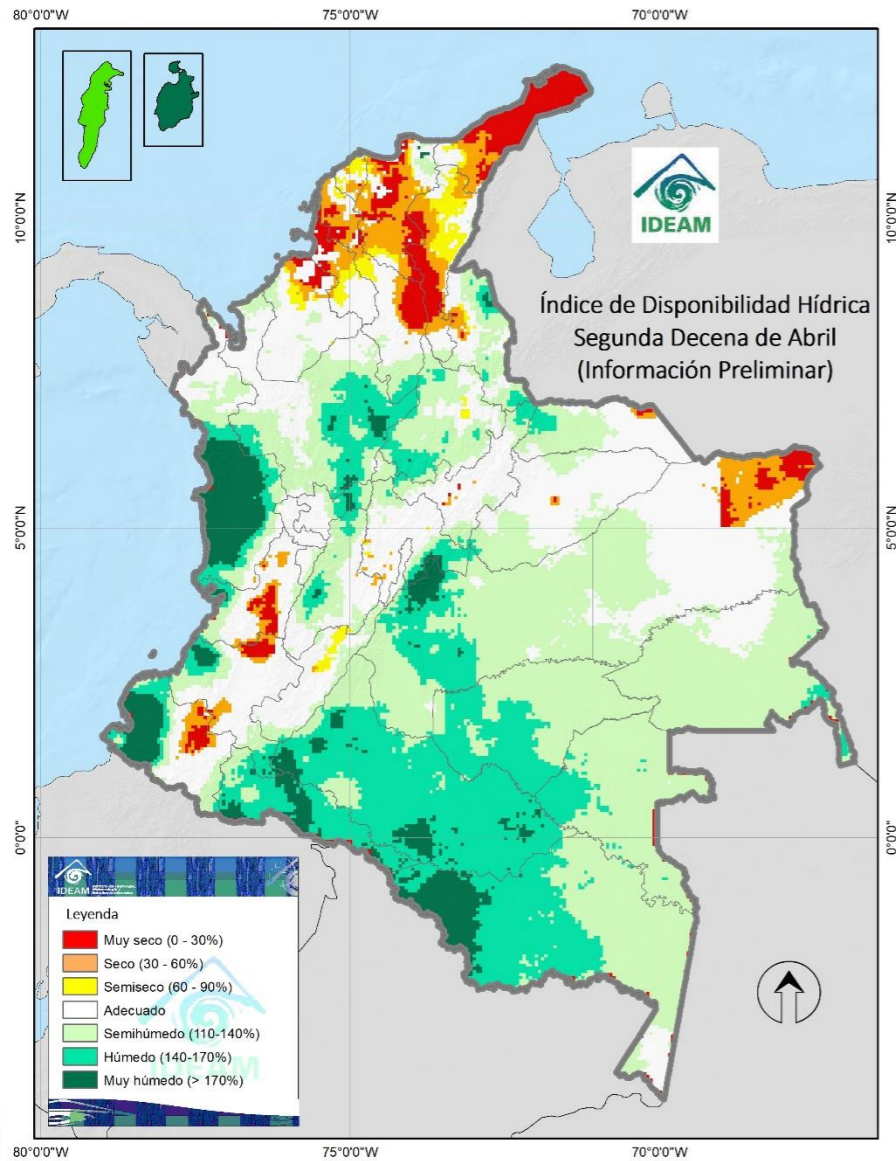 80°0'0"W 75°0'0"W 70°0'0"W
10°0'0"N 10°0'0"N
IDEAM
Índice de Disponibilidad Hídrica
Segunda Decena de Abril
(Información Preliminar)
5°0'0"N 5°0'0"N
0°0'0" 0°0'0"
IDEAM
Leyenda
Muy seco (0 - 30%)
Seco (30 - 60%)
Semiseco (60 - 90%)
Adecuado
Semihúmedo (110-140%)
Húmedo (140-170%)
Muy húmedo (> 170%)
IDEAM
80°0'0"W 75°0'0"W 70°0'0"W